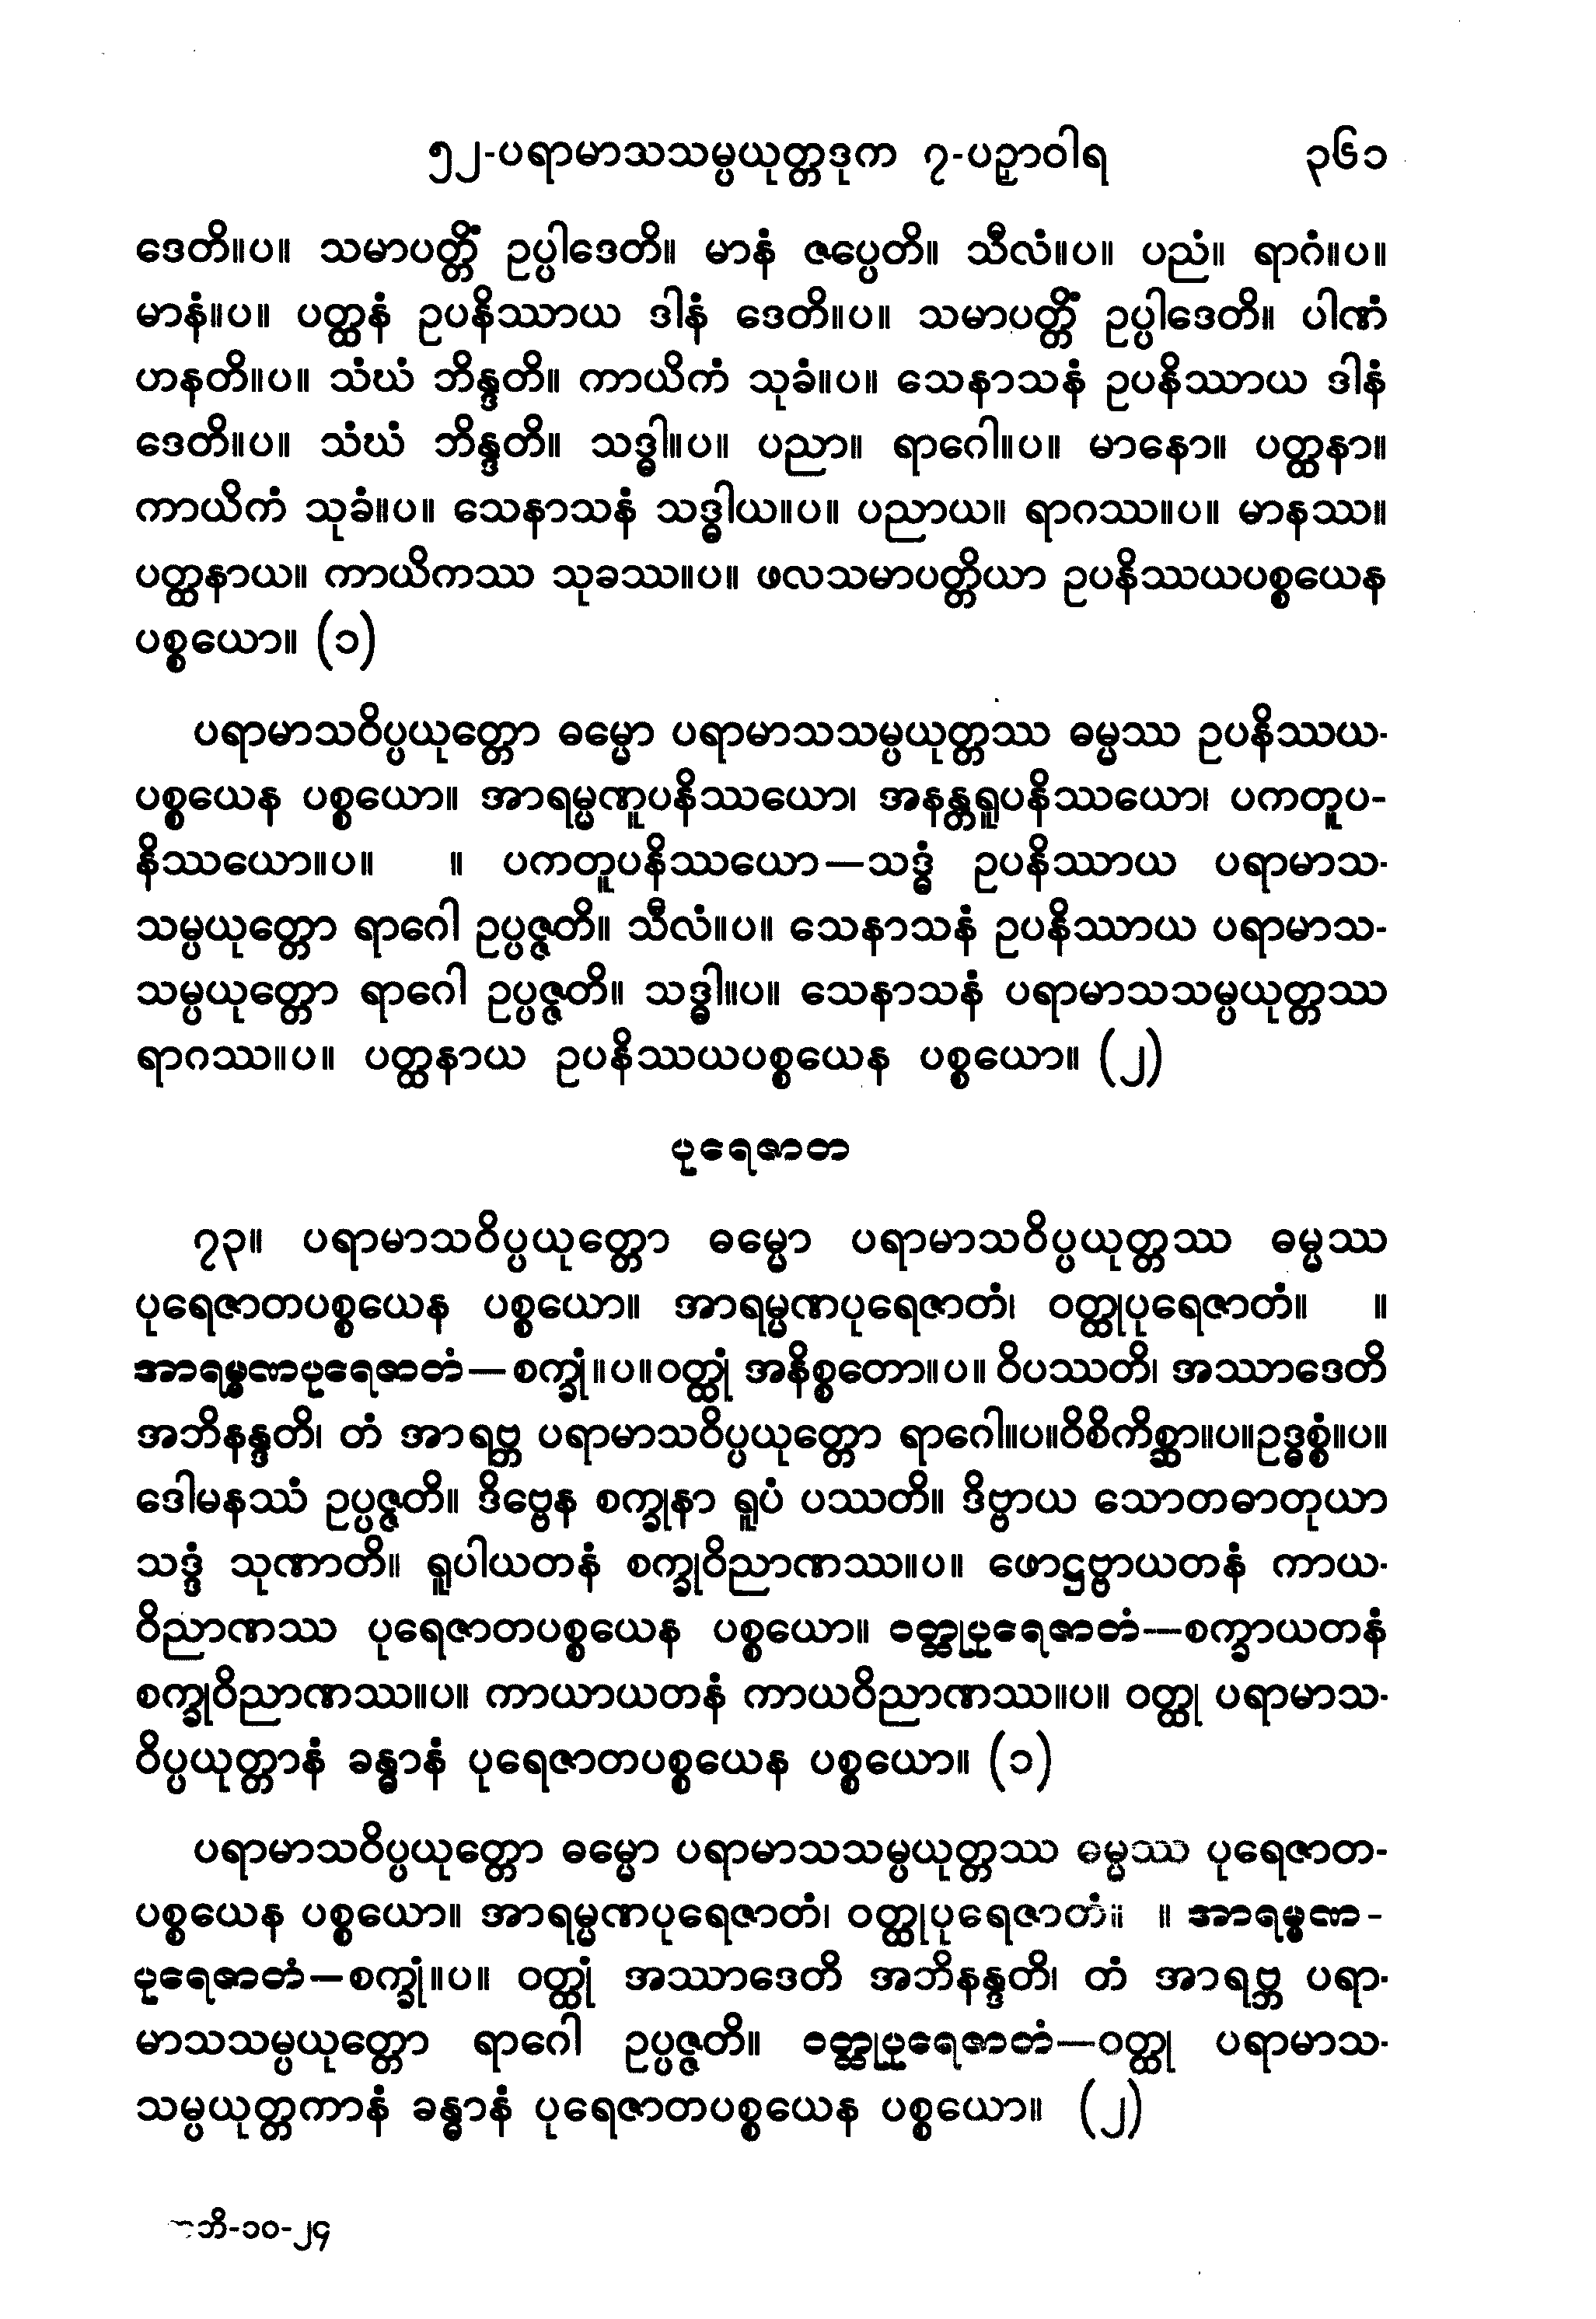 ၅၂-ပရာမာသသမ္ပယုတ္တဒုက ၇-ပဉှာဝါရ ၃၆၁
ဒေတိ။ပ။ သမာပတ္တိံ ဥပ္ပါဒေတိ။ မာနံ ဇပ္ပေတိ။ သီလံ။ပ။ ပညံ။ ရာဂံ။ပ။
မာနံ။ပ။ ပတ္ထနံ ဥပနိဿာယ ဒါနံ ဒေတိ။ပ။ သမာပတ္တိံ ဥပ္ပါဒေတိ။ ပါဏံ
ဟနတိ။ပ။ သံဃံ ဘိန္ဒတိ။ ကာယိကံ သုခံ။ပ။ သေနာသနံ ဥပနိဿာယ ဒါနံ
ဒေတိ။ပ။ သံဃံ ဘိန္ဒတိ။ သဒ္ဓါ။ပ။ ပညာ။ ရာဂေါ။ပ။ မာနော။ ပတ္ထနာ။
ကာယိကံ သုခံ။ပ။ သေနာသနံ သဒ္ဓါယ။ပ။ ပညာယ။ ရာဂဿ။ပ။ မာနဿ။
ပတ္ထနာယ။ ကာယိကဿ သုခဿ။ပ။ ဖလသမာပတ္တိယာ ဥပနိဿယပစ္စယေန
ပစ္စယော။ (၁)
ပရာမာသဝိပ္ပယုတ္တော ဓမ္မော ပရာမာသသမ္ပယုတ္တဿ ဓမ္မဿ ဥပနိဿယ-
ပစ္စယေန ပစ္စယော။ အာရမ္မဏူပနိဿယော၊ အနန္တရူပနိဿယော၊ ပကတူပ-
နိဿယော။ပ။ ။ ပကတူပနိဿယော—သဒ္ဓံ ဥပနိဿာယ ပရာမာသ-
သမ္ပယုတ္တော ရာဂေါ ဥပ္ပဇ္ဇတိ။ သီလံ။ပ။ သေနာသနံ ဥပနိဿာယ ပရာမာသ-
သမ္ပယုတ္တော ရာဂေါ ဥပ္ပဇ္ဇတိ။ သဒ္ဓါ။ပ။ သေနာသနံ ပရာမာသသမ္ပယုတ္တဿ
ရာဂဿ။ပ။ ပတ္ထနာယ ဥပနိဿယပစ္စယေန ပစ္စယော။ (၂)
ပုရေဇာတ
၇၃။ ပရာမာသဝိပ္ပယုတ္တော ဓမ္မော ပရာမာသဝိပ္ပယုတ္တဿ ဓမ္မဿ
ပုရေဇာတပစ္စယေန ပစ္စယော။ အာရမ္မဏပုရေဇာတံ၊ ဝတ္ထုပုရေဇာတံ။ ။
အာရမ္မဏပုရေဇာတံ—စက္ခုံ။ပ။ဝတ္ထုံ အနိစ္စတော။ပ။ ဝိပဿတိ၊ အဿာဒေတိ
အဘိနန္ဒတိ၊ တံ အာရဗ္ဘ ပရာမာသဝိပ္ပယုတ္တော ရာဂေါ။ပ။ဝိစိကိစ္ဆာ။ပ။ဥဒ္ဓစ္စံ။ပ။
ဒေါမနဿံ ဥပ္ပဇ္ဇတိ။ ဒိဗ္ဗေန စက္ခုနာ ရူပံ ပဿတိ။ ဒိဗ္ဗာယ သောတဓာတုယာ
သဒ္ဒံ သုဏာတိ။ ရူပါယတနံ စက္ခုဝိညာဏဿ။ပ။ ဖောဋ္ဌဗ္ဗာယတနံ ကာယ-
ဝိညာဏဿ ပုရေဇာတပစ္စယေန ပစ္စယော။ ဝတ္ထုပုရေဇာတံ—စက္ခာယတနံ
စက္ခုဝိညာဏဿ။ပ။ ကာယာယတနံ ကာယဝိညာဏဿ။ပ။ ဝတ္ထု ပရာမာသ-
ဝိပ္ပယုတ္တာနံ ခန္ဓာနံ ပုရေဇာတပစ္စယေန ပစ္စယော။ (၁)
ပရာမာသဝိပ္ပယုတ္တော ဓမ္မော ပရာမာသသမ္ပယုတ္တဿ ဓမ္မဿ ပုရေဇာတ-
ပစ္စယေန ပစ္စယော။ အာရမ္မဏပုရေဇာတံ၊ ဝတ္ထုပုရေဇာတံ။ ။ အာရမ္မဏ-
ပုရေဇာတံ—စက္ခုံ။ပ။ ဝတ္ထုံ အဿာဒေတိ အဘိနန္ဒတိ၊ တံ အာရဗ္ဘ ပရာ-
မာသသမ္ပယုတ္တော ရာဂေါ ဥပ္ပဇ္ဇတိ။ ဝတ္ထုပုရေဇာတံ—ဝတ္ထု ပရာမာသ-
သမ္ပယုတ္တကာနံ ခန္ဓာနံ ပုရေဇာတပစ္စယေန ပစ္စယော။ (၂)
ဘိ-၁၀-၂၄